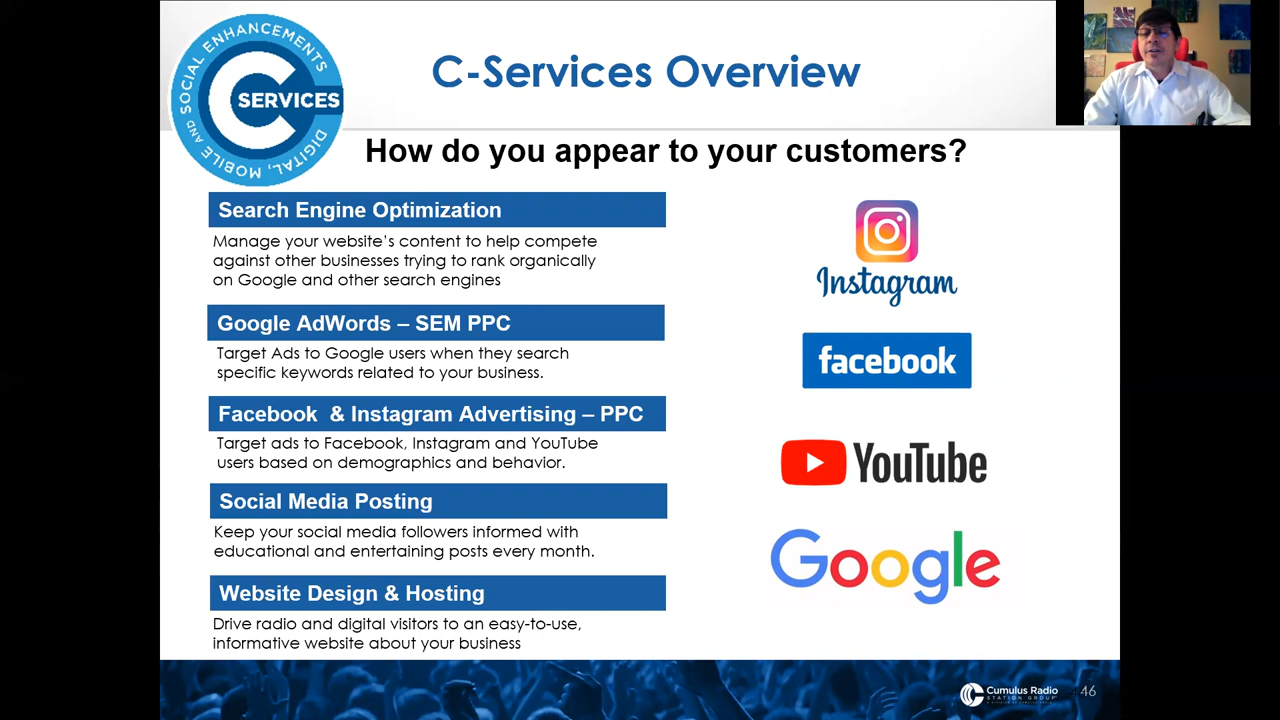 SOCIAL ENHANCEMENTS
DIGITAL, MOBILE AND
C
SERVICES
C-Services Overview
How do you appear to your customers?
Search Engine Optimization
Manage your website's content to help compete
against other businesses trying to rank organically
on Google and other search engines
Google AdWords – SEM PPC
Target Ads to Google users when they search
specific keywords related to your business.
Facebook & Instagram Advertising – PPC
Target ads to Facebook, Instagram and YouTube
users based on demographics and behavior.
Social Media Posting
Keep your social media followers informed with
educational and entertaining posts every month.
Website Design & Hosting
Drive radio and digital visitors to an easy-to-use,
informative website about your business
Instagram
facebook
YouTube
Google
Cumulus Radio
STATION GROUP
46